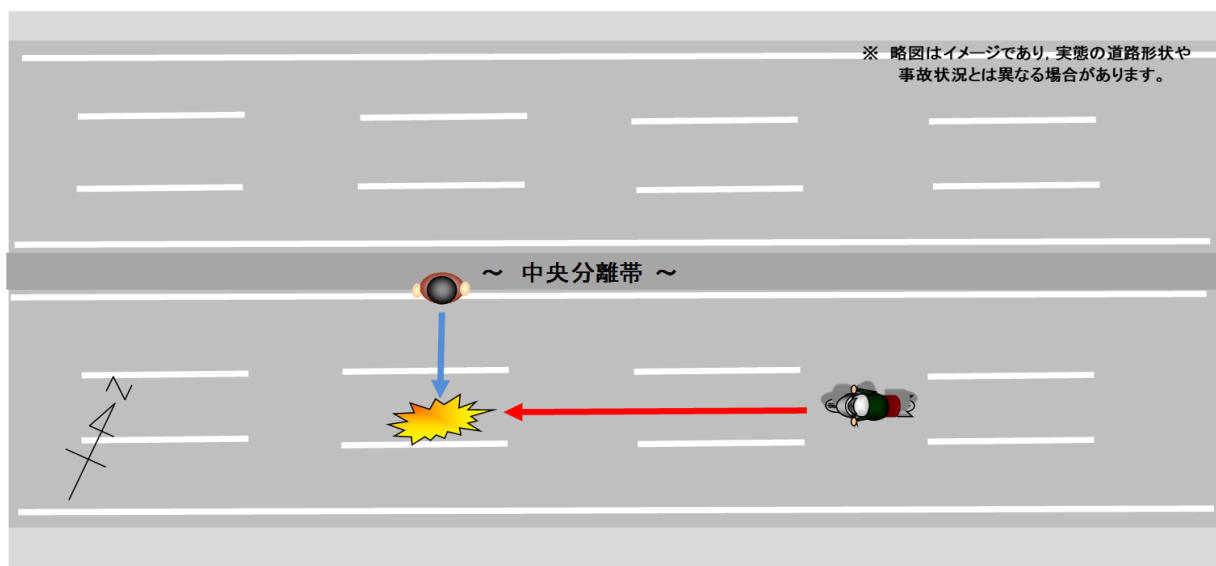 ※ 略図はイメージであり，実態の道路形状や
事故状況とは異なる場合があります。
～ 中央分離帯 ～
N